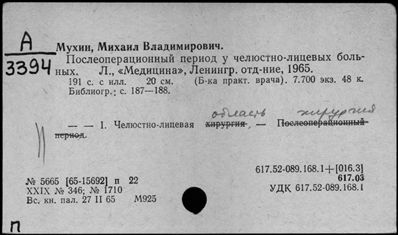 А
3394
Мухин, Михаил Владимирович.
Послеоперационный период у челюстно-лицевых боль-
ных. Л., «Медицина», Ленингр. отд-ние, 1965.
191 с. с илл. 20 см. (Б-ка практ. врача). 7.700 экз. 48 к.
Библиогр.: с. 187—188.
область хирургия
— — 1. Челюстно-лицевая хирургия, — Послеоперационный
период.
№ 5665 [65-15692] п 22
XXIX № 346; № 1710
Вс. кн. пал. 27 II 65 М925
617.52-089.168.1+[016.3]
617.03
УДК 617.52-089.168.1
П